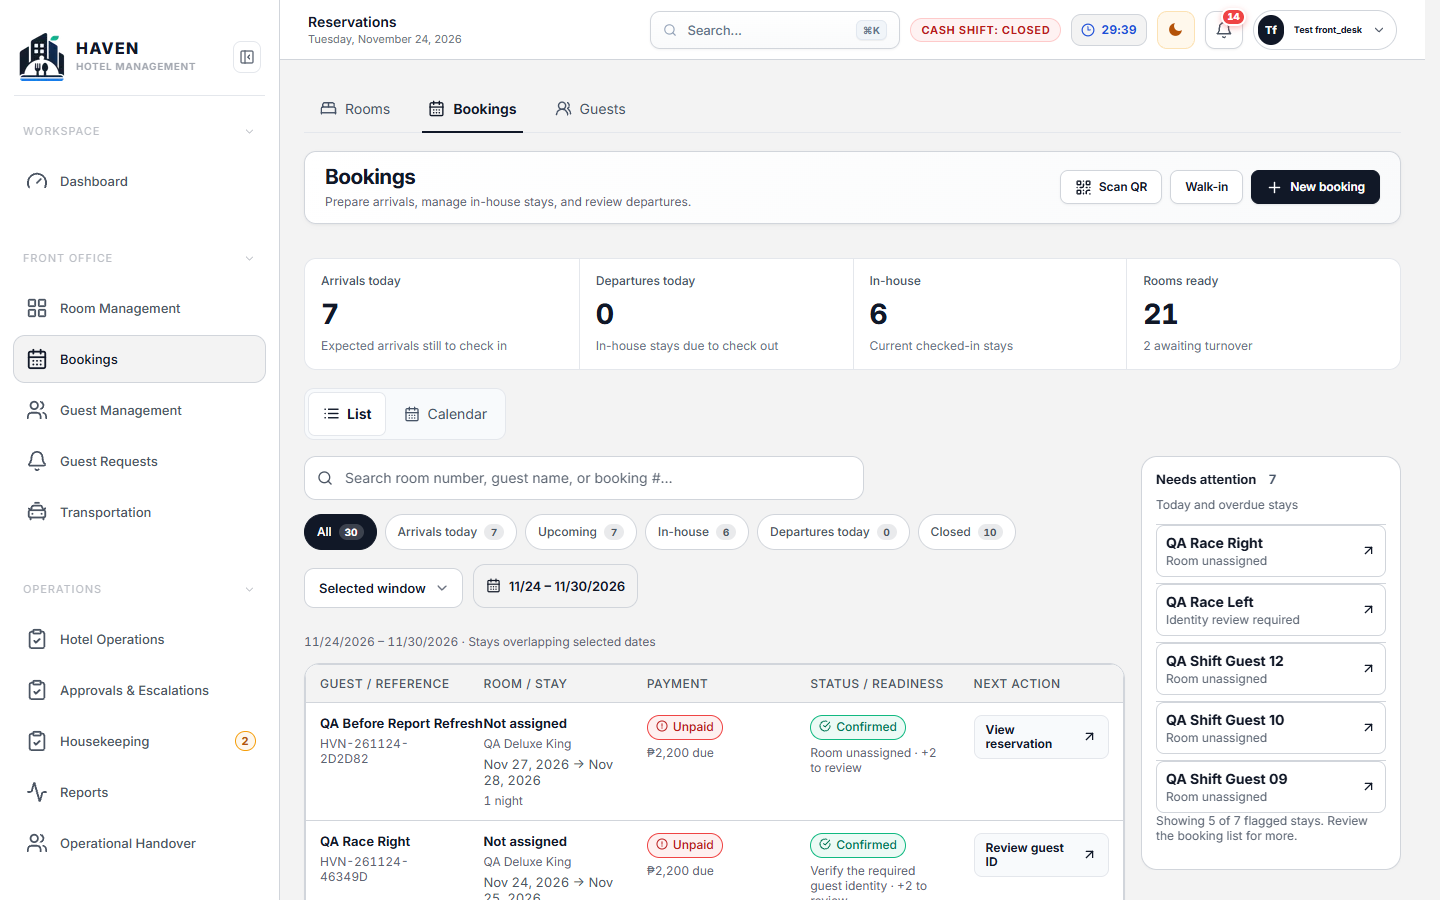 HAVEN
HOTEL MANAGEMENT
WORKSPACE
Dashboard
FRONT OFFICE
Room Management
Bookings
Guest Management
Guest Requests
Transportation
OPERATIONS
Hotel Operations
Approvals & Escalations
Housekeeping 2
Reports
Operational Handover
Reservations
Tuesday, November 24, 2026
Search... ⌘K
CASH SHIFT: CLOSED
29:39
14
Tf Test front_desk
Rooms Bookings Guests
Bookings
Prepare arrivals, manage in-house stays, and review departures.
Scan QR Walk-in New booking
Arrivals today
7
Expected arrivals still to check in
Departures today
0
In-house stays due to check out
In-house
6
Current checked-in stays
Rooms ready
21
2 awaiting turnover
List Calendar
Search room number, guest name, or booking #...
All 30 Arrivals today 7 Upcoming 7 In-house 6 Departures today 0 Closed 10
Selected window 11/24 – 11/30/2026
11/24/2026 – 11/30/2026 · Stays overlapping selected dates
GUEST / REFERENCE ROOM / STAY PAYMENT STATUS / READINESS NEXT ACTION
QA Before Report Refresh
HVN-261124-
2D2D82
Not assigned
QA Deluxe King
Nov 27, 2026 → Nov
28, 2026
1 night
Unpaid
₱2,200 due
Confirmed
Room unassigned · +2
to review
View
reservation
QA Race Right
HVN-261124-
46349D
Not assigned
QA Deluxe King
Nov 24, 2026 → Nov
25, 2026
Unpaid
₱2,200 due
Confirmed
Verify the required
guest identity · +2 to
review
Review guest
ID
Needs attention 7
Today and overdue stays
QA Race Right
Room unassigned
QA Race Left
Identity review required
QA Shift Guest 12
Room unassigned
QA Shift Guest 10
Room unassigned
QA Shift Guest 09
Room unassigned
Showing 5 of 7 flagged stays. Review
the booking list for more.